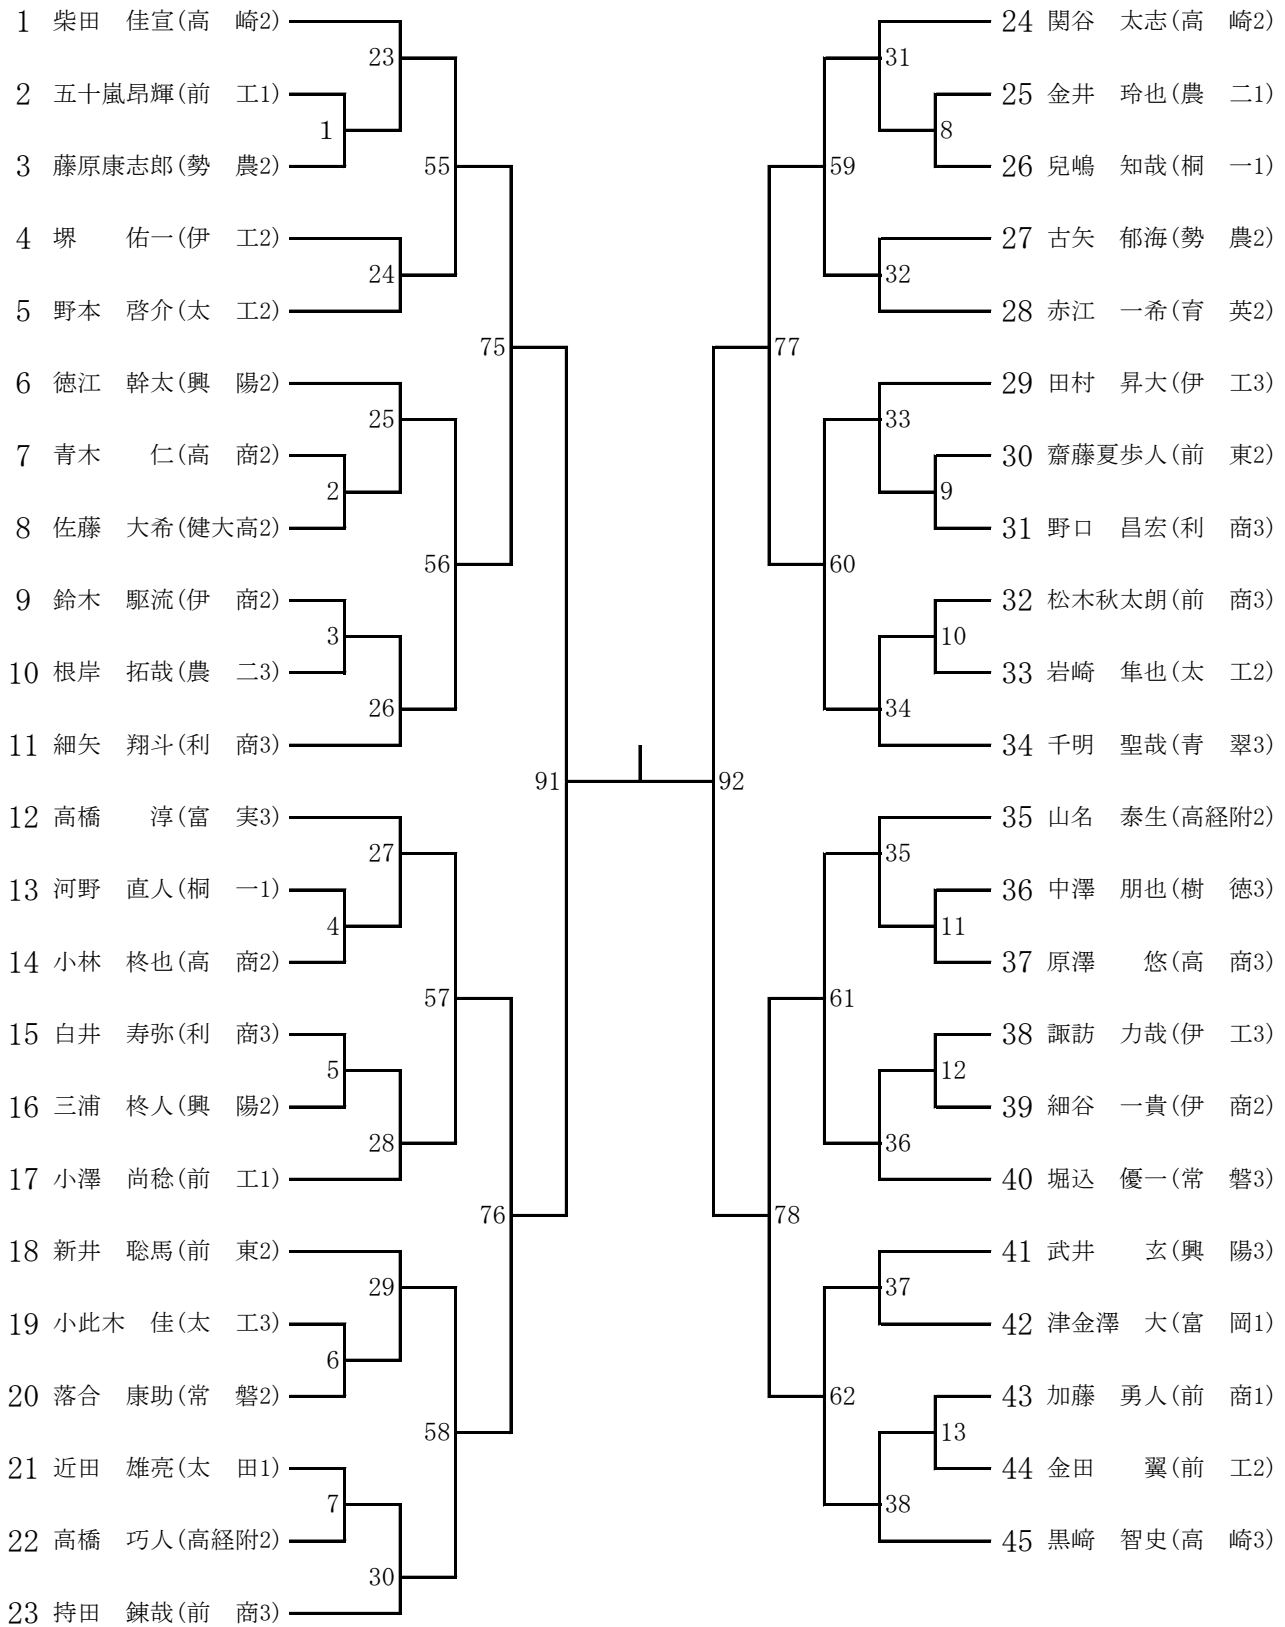 1 柴田　佳宣(高　崎2)
2 五十嵐昂輝(前　工1)
3 藤原康志郎(勢　農2)
4 堺　　佑一(伊　工2)
5 野本　啓介(太　工2)
6 徳江　幹太(興　陽2)
7 青木　　仁(高　商2)
8 佐藤　大希(健大高2)
9 鈴木　駆流(伊　商2)
10 根岸　拓哉(農　二3)
11 細矢　翔斗(利　商3)
12 高橋　　淳(富　実3)
13 河野　直人(桐　一1)
14 小林　柊也(高　商2)
15 白井　寿弥(利　商3)
16 三浦　柊人(興　陽2)
17 小澤　尚稔(前　工1)
18 新井　聡馬(前　東2)
19 小此木　佳(太　工3)
20 落合　康助(常　磐2)
21 近田　雄亮(太　田1)
22 高橋　巧人(高経附2)
23 持田　錬哉(前　商3)
1
2
3
4
5
6
7
23
24
25
26
27
28
29
30
55
56
57
58
75
76
91
92
77
78
59
60
61
62
31
32
33
34
35
36
37
38
8
9
10
11
12
13
24 関谷　太志(高　崎2)
25 金井　玲也(農　二1)
26 兒嶋　知哉(桐　一1)
27 古矢　郁海(勢　農2)
28 赤江　一希(育　英2)
29 田村　昇大(伊　工3)
30 齋藤夏歩人(前　東2)
31 野口　昌宏(利　商3)
32 松木秋太朗(前　商3)
33 岩崎　隼也(太　工2)
34 千明　聖哉(青　翠3)
35 山名　泰生(高経附2)
36 中澤　朋也(樹　徳3)
37 原澤　　悠(高　商3)
38 諏訪　力哉(伊　工3)
39 細谷　一貴(伊　商2)
40 堀込　優一(常　磐3)
41 武井　　玄(興　陽3)
42 津金澤　大(富　岡1)
43 加藤　勇人(前　商1)
44 金田　　翼(前　工2)
45 黒﨑　智史(高　崎3)